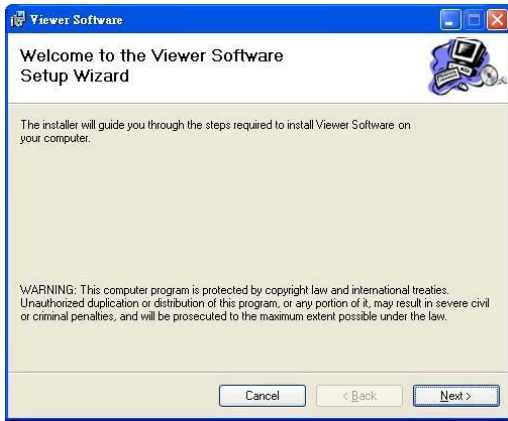 Viewer Software
Welcome to the Viewer Software
Setup Wizard
The installer will guide you through the steps required to install Viewer Software on
your computer.
WARNING: This computer program is protected by copyright law and international treaties.
Unauthorized duplication or distribution of this program, or any portion of it, may result in severe civil
or criminal penalties, and will be prosecuted to the maximum extent possible under the law.
Cancel < Back Next >